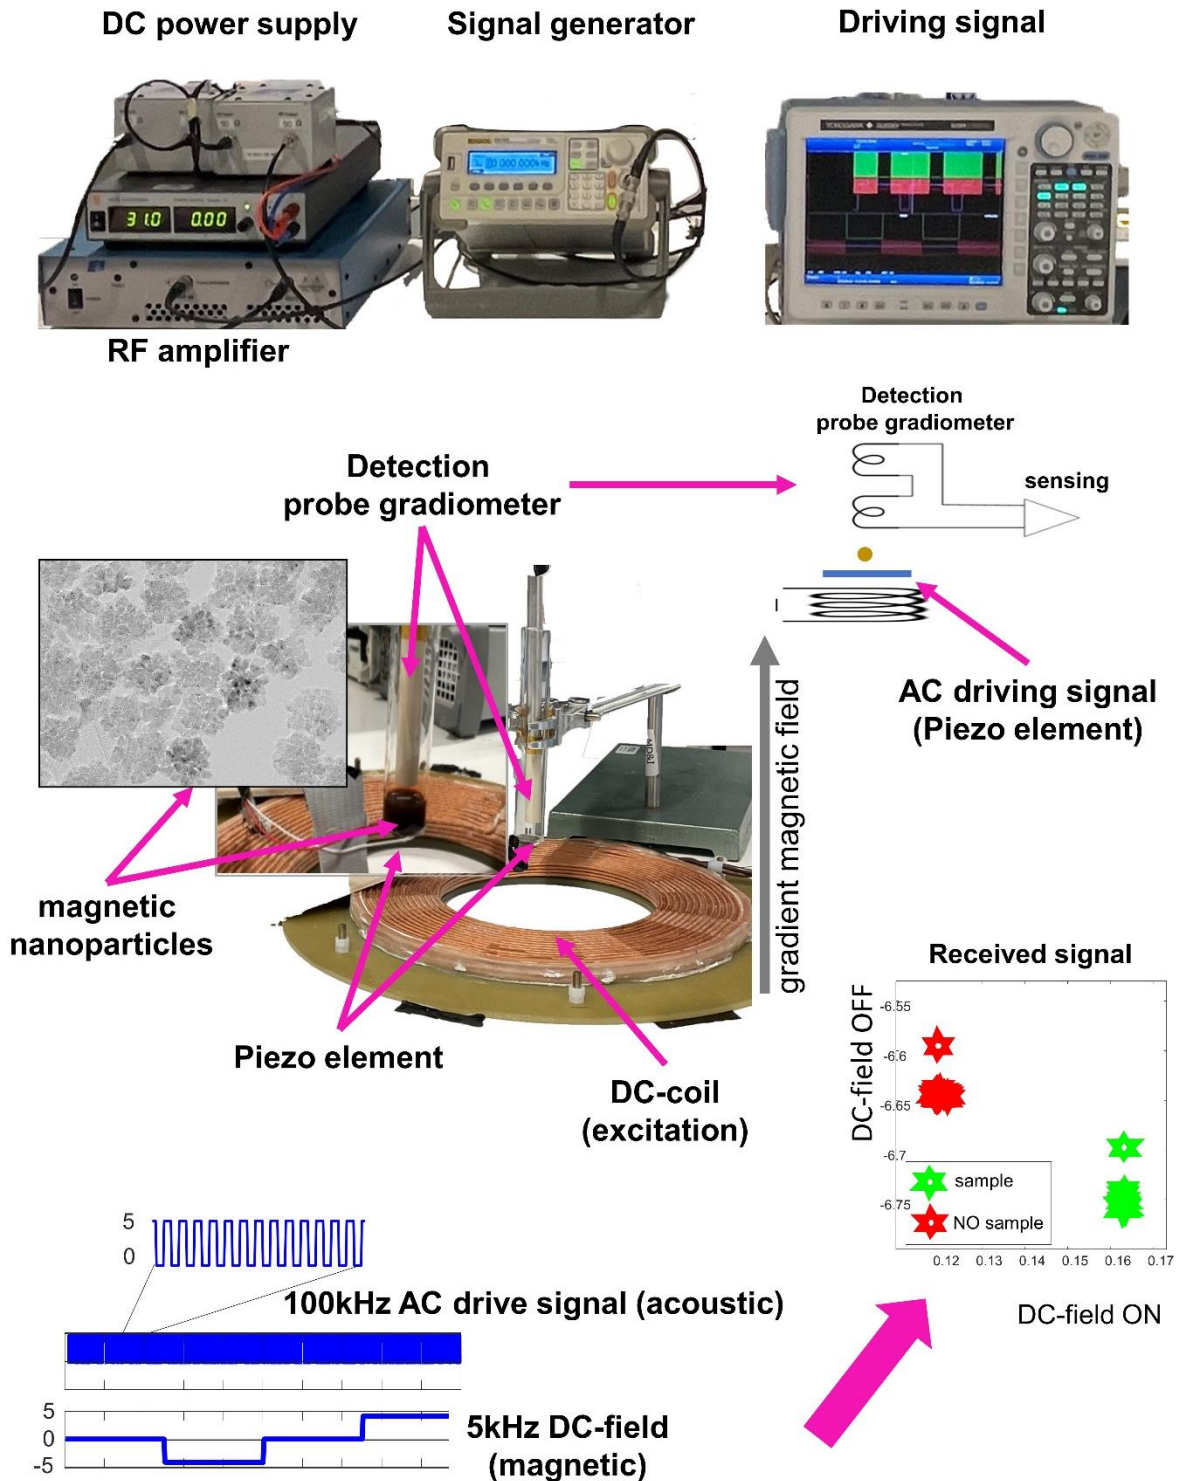 DC power supply
Signal generator
Driving signal
31.0 0.00
YOKOGAWA
RF amplifier
Detection
probe gradiometer
sensing
Detection
probe gradiometer
I
AC driving signal
(Piezo element)
gradient magnetic field
magnetic
nanoparticles
Piezo element
DC-coil
(excitation)
Received signal
DC-field OFF
-6.55
-6.6
-6.65
-6.7
-6.75
sample
NO sample
0.12 0.13 0.14 0.15 0.16 0.17
DC-field ON
5
0
100kHz AC drive signal (acoustic)
5
0
-5
5kHz DC-field
(magnetic)